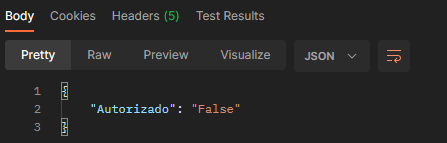 Body Cookies Headers (5) Test Results
Pretty Raw Preview Visualize JSON
1 {
2 "Autorizado": "False"
3 }